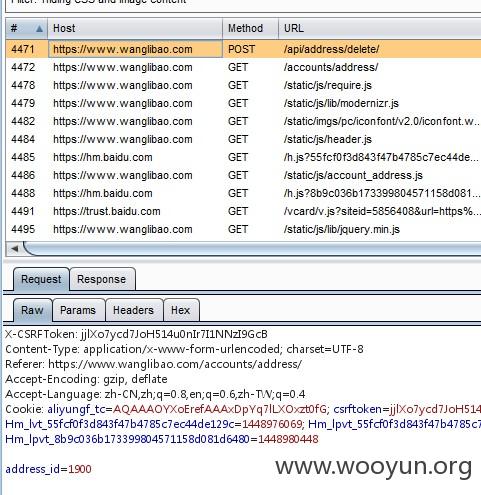 Filter: Hiding CSS and image content
# Host Method URL
4471 https://www.wanglibao.com POST /api/address/delete/
4472 https://www.wanglibao.com GET /accounts/address/
4478 https://www.wanglibao.com GET /static/js/require.js
4479 https://www.wanglibao.com GET /static/js/lib/modernizr.js
4482 https://www.wanglibao.com GET /static/imgs/pc/iconfont/v2.0/iconfont.w...
4484 https://www.wanglibao.com GET /static/js/header.js
4485 https://hm.baidu.com GET /h.js?55fcf0f3d843f47b4785c7ec44de...
4486 https://www.wanglibao.com GET /static/js/account_address.js
4488 https://hm.baidu.com GET /h.js?8b9c036b173399804571158d081...
4491 https://trust.baidu.com GET /vcard/v.js?siteid=5856408&url=https%...
4495 https://www.wanglibao.com GET /static/js/lib/jquery.min.js
Request Response
Raw Params Headers Hex
X-CSRFToken: jjlXo7ycd7JoH514u0nIr7I1NNzI9GcB
Content-Type: application/x-www-form-urlencoded; charset=UTF-8
Referer: https://www.wanglibao.com/accounts/address/
Accept-Encoding: gzip, deflate
Accept-Language: zh-CN,zh;q=0.8,en;q=0.6,zh-TW;q=0.4
Cookie: aliyungf_tc=AQAAAOYXoErefAAAxDpYq7lLXOxzt0fG; csrftoken=jjlXo7ycd7JoH514
Hm_lvt_55fcf0f3d843f47b4785c7ec44de129c=1448976069; Hm_lpvt_55fcf0f3d843f47b4785
Hm_lpvt_8b9c036b173399804571158d081d6480=1448980448
address_id=1900
www.wooyun.org